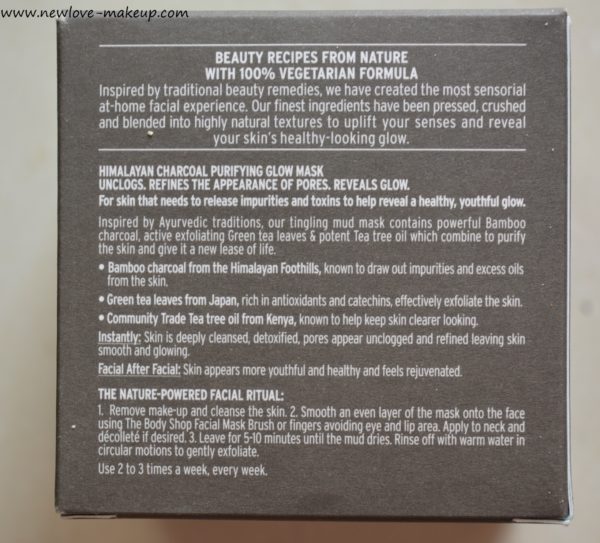 www.newlove-makeup.com
BEAUTY RECIPES FROM NATURE
WITH 100% VEGETARIAN FORMULA
Inspired by traditional beauty remedies, we have created the most sensorial
at-home facial experience. Our finest ingredients have been pressed, crushed
and blended into highly natural textures to uplift your senses and reveal
your skin's healthy-looking glow.
HIMALAYAN CHARCOAL PURIFYING GLOW MASK
UNCLOGS. REFINES THE APPEARANCE OF PORES. REVEALS GLOW.
For skin that needs to release impurities and toxins to help reveal a healthy, youthful glow.
Inspired by Ayurvedic traditions, our tingling mud mask contains powerful Bamboo
charcoal, active exfoliating Green tea leaves & potent Tea tree oil which combine to purify
the skin and give it a new lease of life.
• Bamboo charcoal from the Himalayan Foothills, known to draw out impurities and excess oils
from the skin.
• Green tea leaves from Japan, rich in antioxidants and catechins, effectively exfoliate the skin.
• Community Trade Tea tree oil from Kenya, known to help keep skin clearer looking.
Instantly: Skin is deeply cleansed, detoxified, pores appear unclogged and refined leaving skin
smooth and glowing.
Facial After Facial: Skin appears more youthful and healthy and feels rejuvenated.
THE NATURE-POWERED FACIAL RITUAL:
1. Remove make-up and cleanse the skin. 2. Smooth an even layer of the mask onto the face
using The Body Shop Facial Mask Brush or fingers avoiding eye and lip area. Apply to neck and
décolleté if desired. 3. Leave for 5-10 minutes until the mud dries. Rinse off with warm water in
circular motions to gently exfoliate.
Use 2 to 3 times a week, every week.